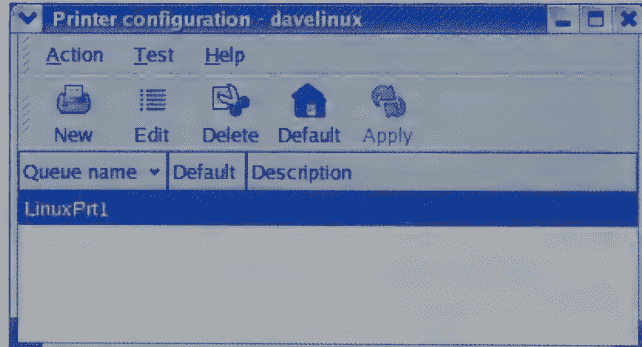 Printer configuration - davelinux
Action Test Help
New Edit Delete Default Apply
Queue name Default Description
LinuxPrt1